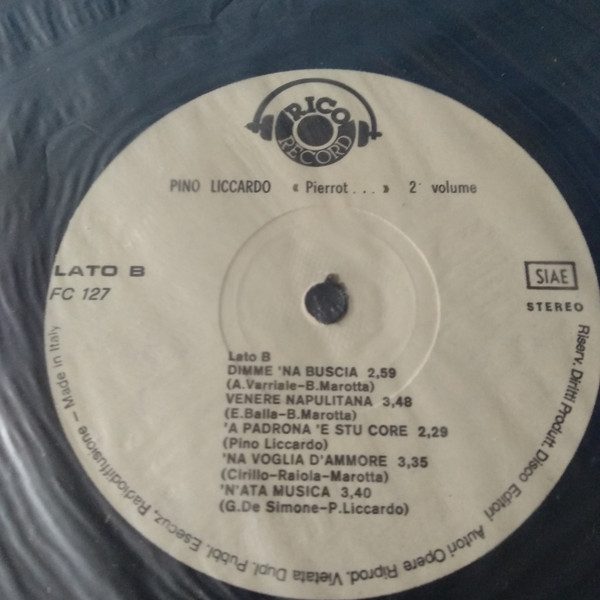 RICO
RECORD
PINO LICCARDO « Pierrot . . . » 2° volume
LATO B
FC 127
SIAE
STEREO
Lato B
DIMME 'NA BUSCIA 2,59
(A.Varriale-B.Marotta)
VENERE NAPULITANA 3,48
(E.Balla-B.Marotta)
'A PADRONA 'E STU CORE 2,29
(Pino Liccardo)
'NA VOGLIA D'AMMORE 3,35
(Cirillo-Raiola-Marotta)
'N'ATA MUSICA 3,40
(G.De Simone-P.Liccardo)
Riserv. Diritti Produtt. Disco Editori Autori Opere Riprod. Vietata Dupl. Pubbl. Esecuz. Radiodiffusione - Made in Italy